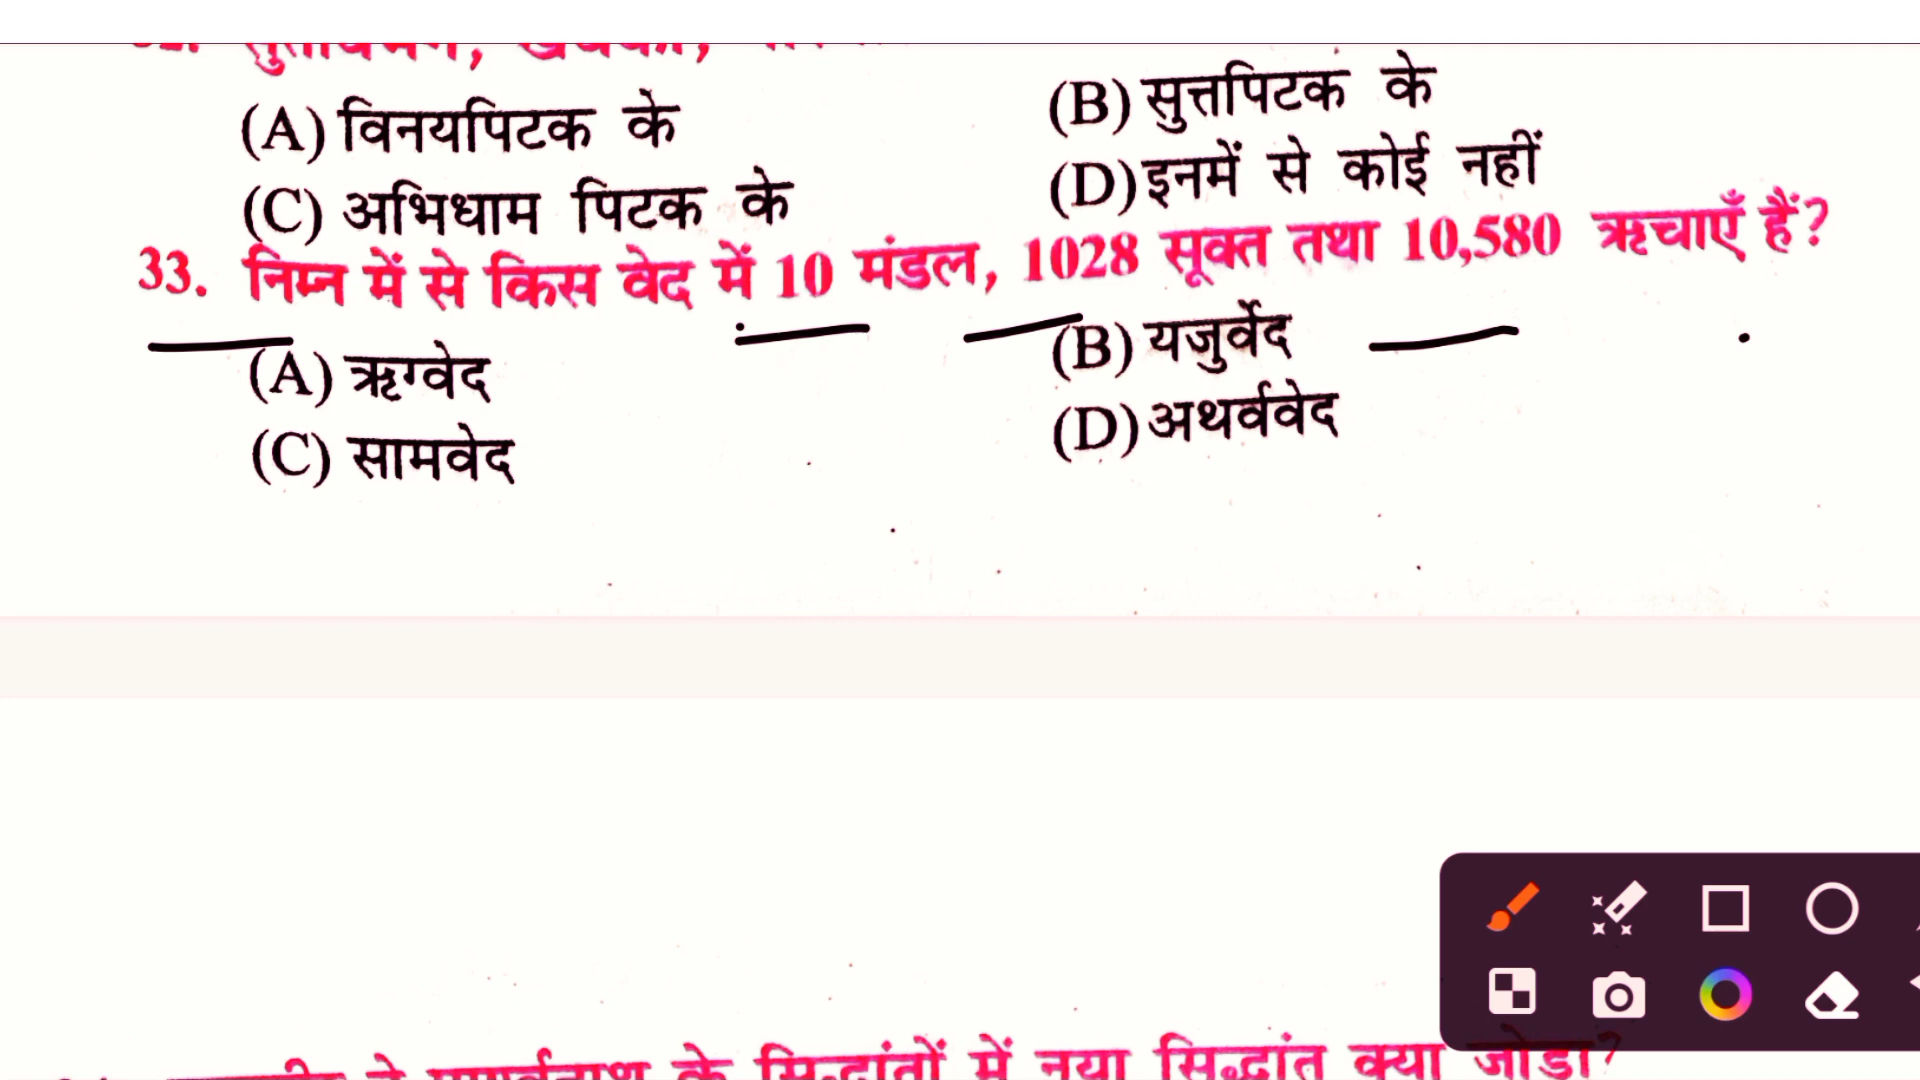 (A) विनयपिटक के (B) सुत्तपिटक के
(C) अभिधाम पिटक के (D) इनमें से कोई नहीं
33. निम्न में से किस वेद में 10 मंडल, 1028 सूक्त तथा 10,580 ऋचाएँ हैं?
(A) ऋग्वेद (B) यजुर्वेद
(C) सामवेद (D) अथर्ववेद
के सिद्धांतों में नया सिद्धांत क्या जोड़ा?